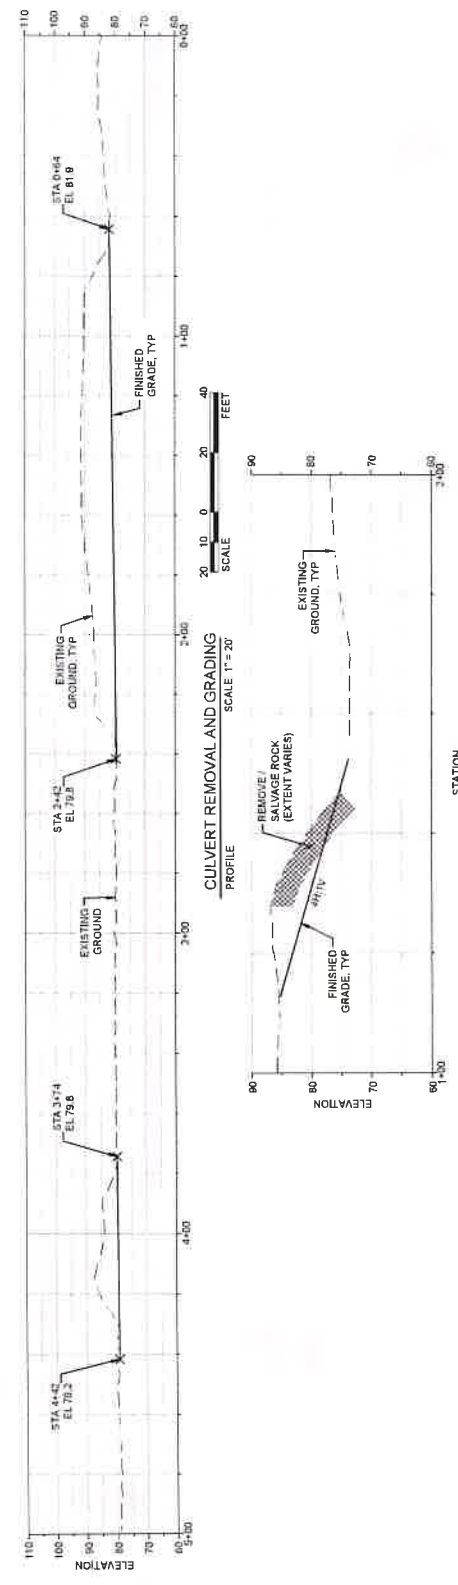 110
100
90
80
70
60
ELEVATION
5+00
STA 4+42
EL 79.2
4+00
STA 3+74
EL 79.8
3+00
EXISTING
GROUND
STA 2+42
EL 79.8
EXISTING
GROUND, TYP
2+00
FINISHED
GRADE, TYP
1+00
STA 0+64
EL 81.9
0+00
110
100
90
80
70
60
CULVERT REMOVAL AND GRADING
PROFILE
SCALE 1" = 20'
20
10
0
20
40
SCALE
FEET
90
80
70
60
ELEVATION
1+00
FINISHED
GRADE, TYP
4H:1V
REMOVE /
SALVAGE ROCK
(EXTENT VARIES)
EXISTING
GROUND, TYP
2+00
90
80
70
60
STATION